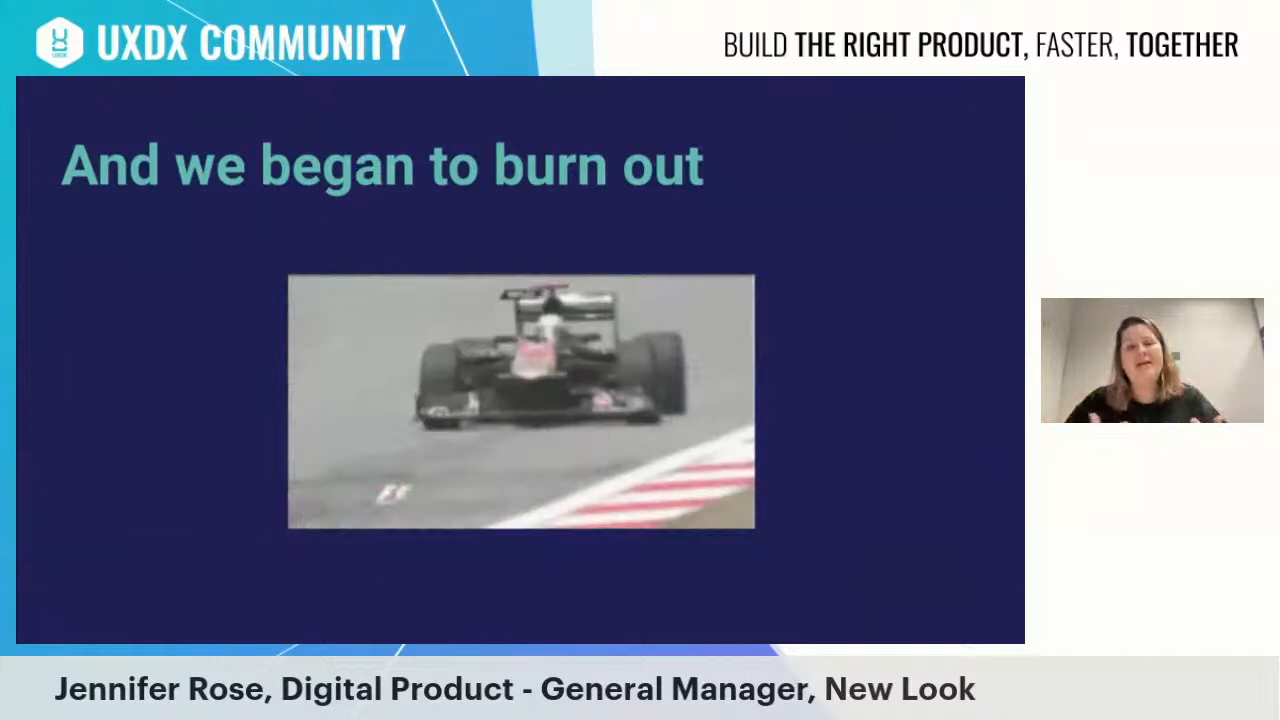 UXDX COMMUNITY
BUILD THE RIGHT PRODUCT, FASTER, TOGETHER
And we began to burn out
Jennifer Rose, Digital Product - General Manager, New Look